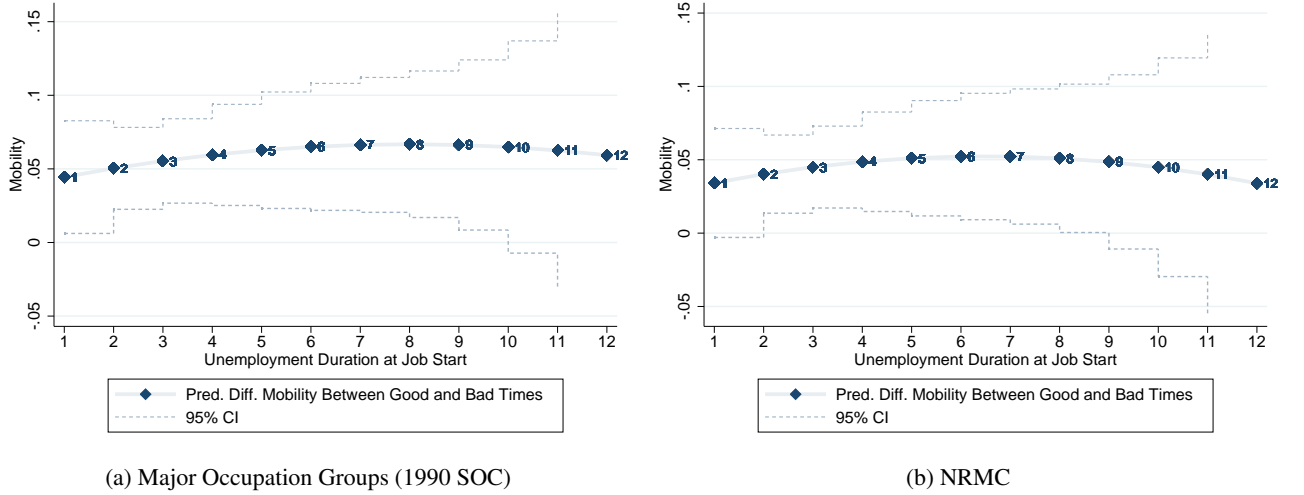 .15
.1
.05
0
-.05
Mobility
1 2 3 4 5 6 7 8 9 10 11 12
1 2 3 4 5 6 7 8 9 10 11 12
Unemployment Duration at Job Start
Pred. Diff. Mobility Between Good and Bad Times
95% CI
(a) Major Occupation Groups (1990 SOC)
.15
.1
.05
0
-.05
Mobility
1 2 3 4 5 6 7 8 9 10 11 12
1 2 3 4 5 6 7 8 9 10 11 12
Unemployment Duration at Job Start
Pred. Diff. Mobility Between Good and Bad Times
95% CI
(b) NRMC